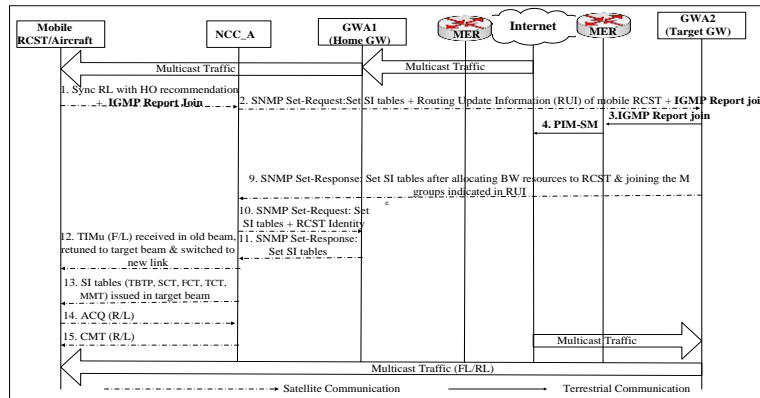 Mobile
RCST/Aircraft
NCC_A
GWA1
(Home GW)
MER
Internet
MER
GWA2
(Target GW)
Multicast Traffic
Multicast Traffic
1. Sync RL with HO recommendation
+ IGMP Report Join
2. SNMP Set-Request:Set SI tables + Routing Update Information (RUI) of mobile RCST + IGMP Report join
3.IGMP Report join
4. PIM-SM
9. SNMP Set-Response: Set SI tables after allocating BW resources to RCST & joining the M
groups indicated in RUI
c
10. SNMP Set-Request: Set
SI tables + RCST Identity
11. SNMP Set-Response:
Set SI tables
12. TIMu (F/L) received in old beam,
retuned to target beam & switched to
new link
13. SI tables (TBTP, SCT, FCT, TCT,
MMT) issued in target beam
14. ACQ (R/L)
15. CMT (R/L)
Multicast Traffic
Multicast Traffic (FL/RL)
Satellite Communication
Terrestrial Communication